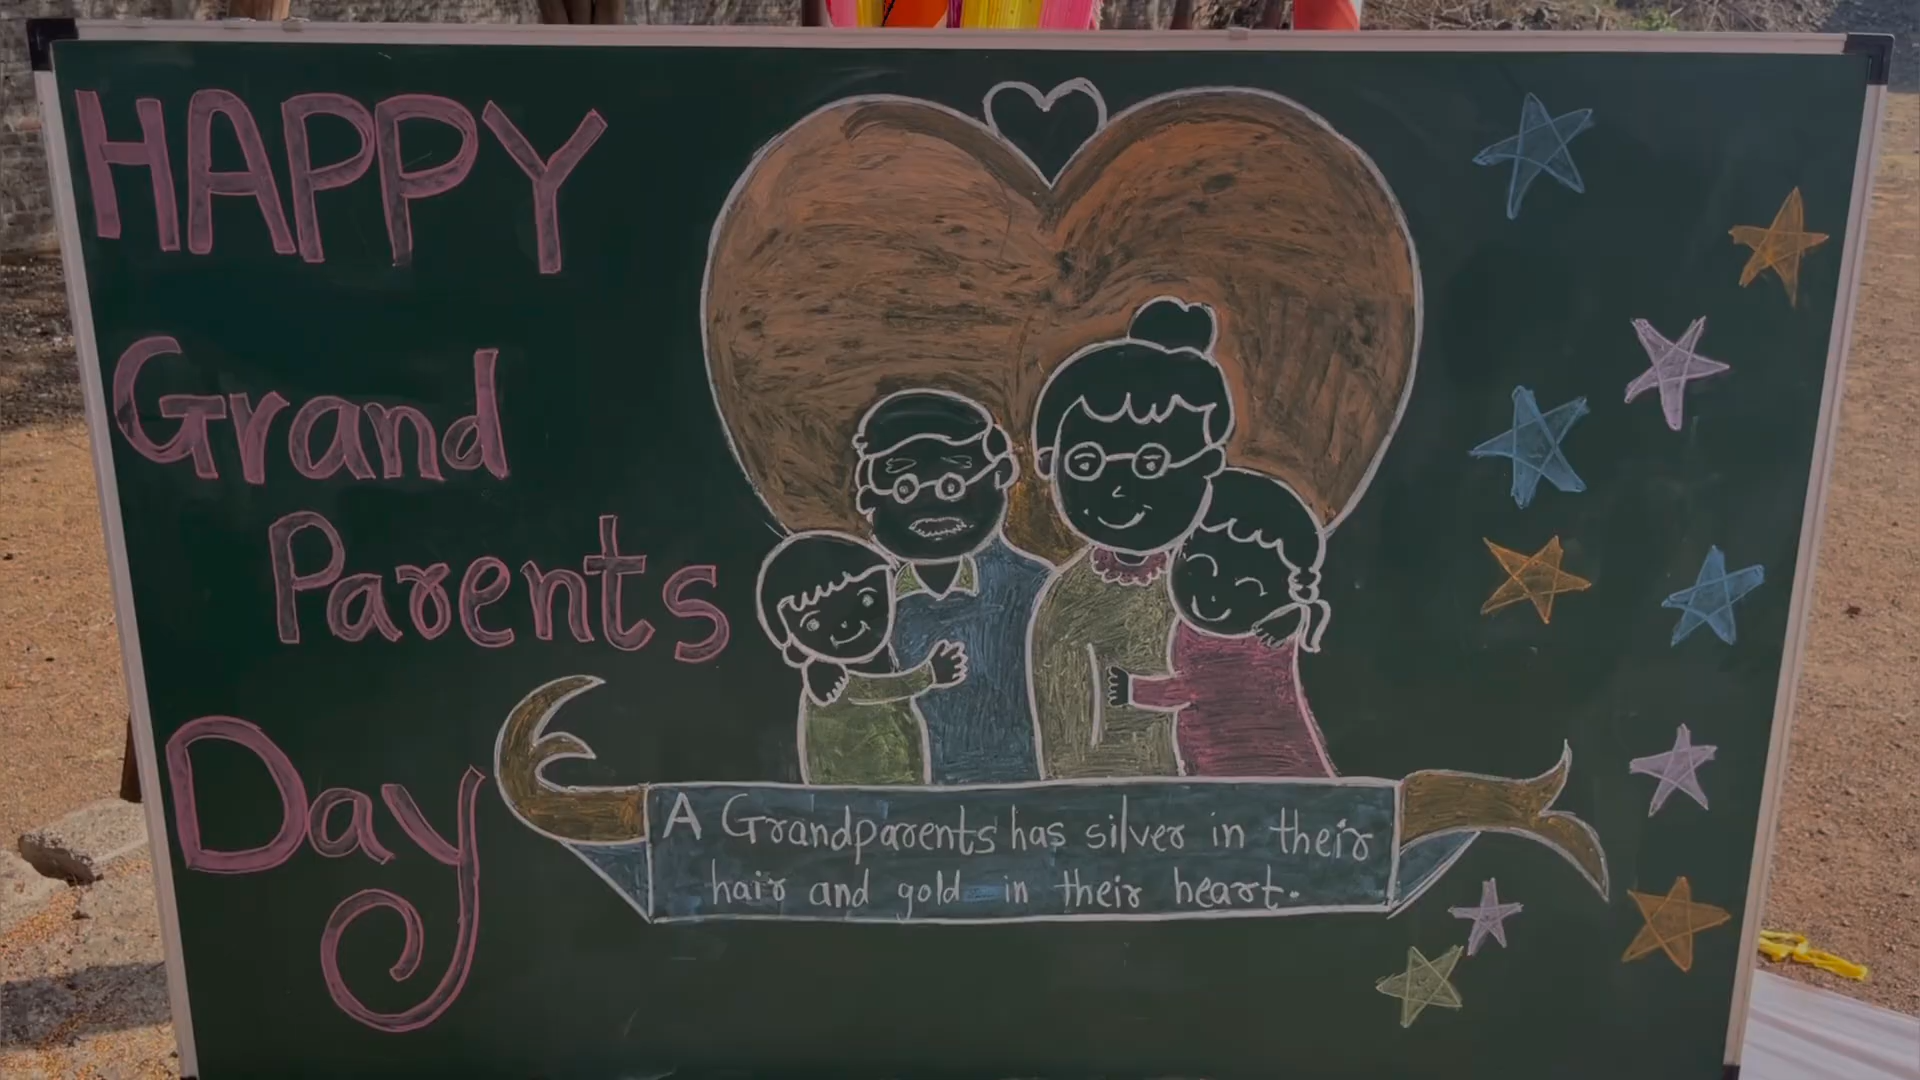 HAPPY
Grand
Parents
Day
A Grandparents has silver in their
hair and gold in their heart.